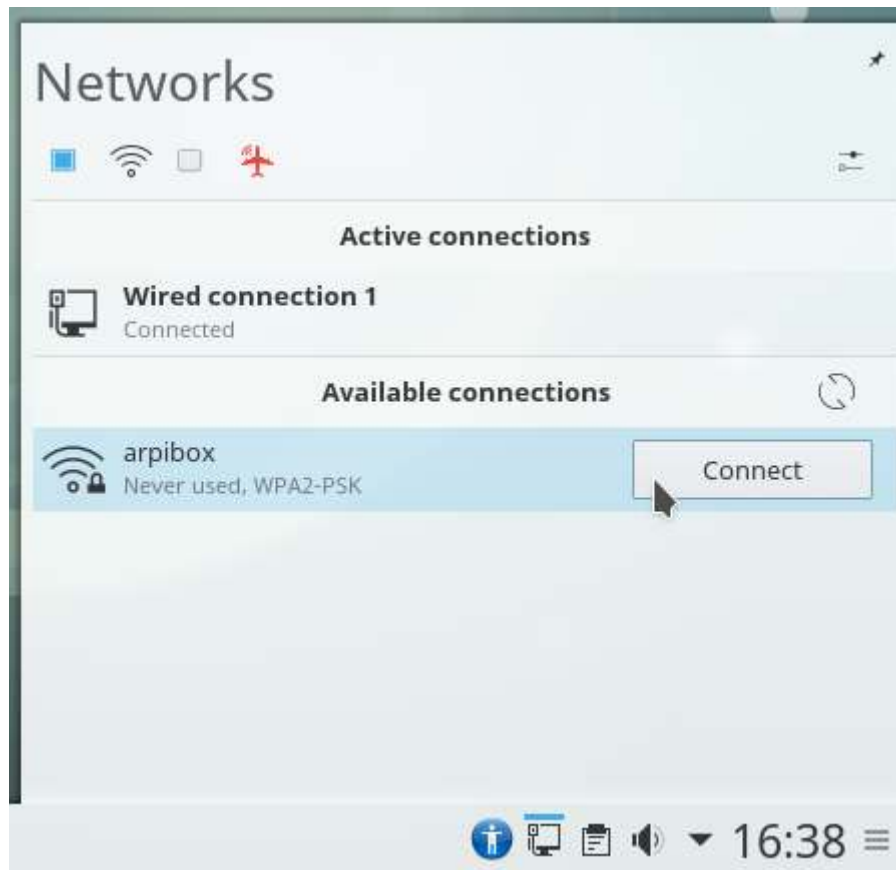 Networks
Active connections
Wired connection 1
Connected
Available connections
arpibox
Never used, WPA2-PSK
Connect
16:38